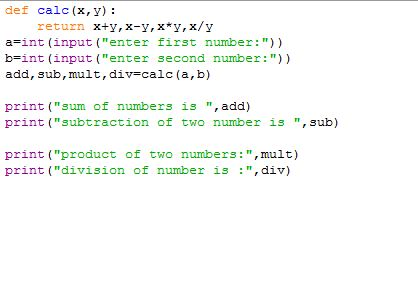 def calc(x,y):
    return x+y,x-y,x*y,x/y
a=int(input("enter first number:"))
b=int(input("enter second number:"))
add,sub,mult,div=calc(a,b)
print("sum of numbers is ",add)
print("subtraction of two number is ",sub)
print("product of two numbers:",mult)
print("division of number is :",div)